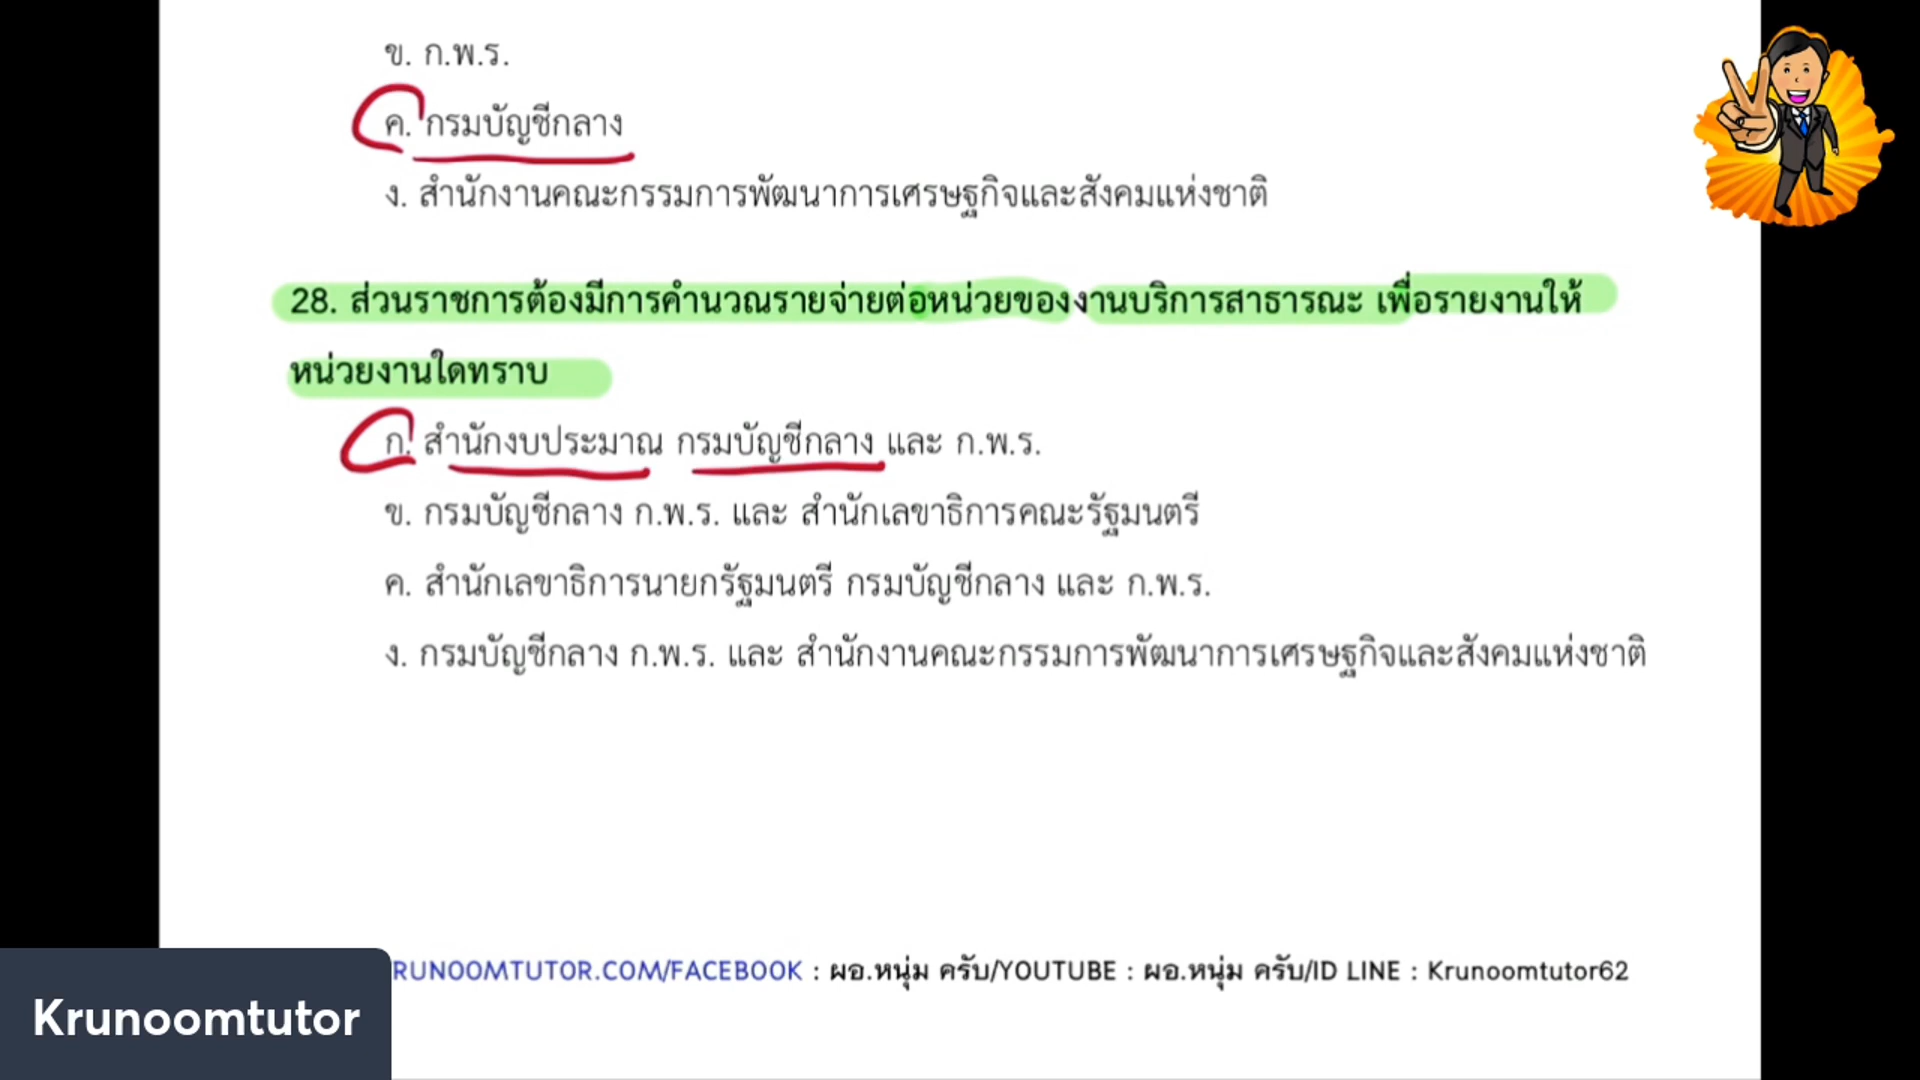 ข. ก.พ.ร.
ค. กรมบัญชีกลาง
ง. สำนักงานคณะกรรมการพัฒนาการเศรษฐกิจและสังคมแห่งชาติ
28. ส่วนราชการต้องมีการคำนวณรายจ่ายต่อหน่วยของงานบริการสาธารณะ เพื่อรายงานให้
หน่วยงานใดทราบ
ก. สำนักงบประมาณ กรมบัญชีกลาง และ ก.พ.ร.
ข. กรมบัญชีกลาง ก.พ.ร. และ สำนักเลขาธิการคณะรัฐมนตรี
ค. สำนักเลขาธิการนายกรัฐมนตรี กรมบัญชีกลาง และ ก.พ.ร.
ง. กรมบัญชีกลาง ก.พ.ร. และ สำนักงานคณะกรรมการพัฒนาการเศรษฐกิจและสังคมแห่งชาติ
RUNOOMTUTOR.COM/FACEBOOK : ผอ.หนุ่ม ครับ/YOUTUBE : ผอ.หนุ่ม ครับ/ID LINE : Krunoomtutor62
Krunoomtutor